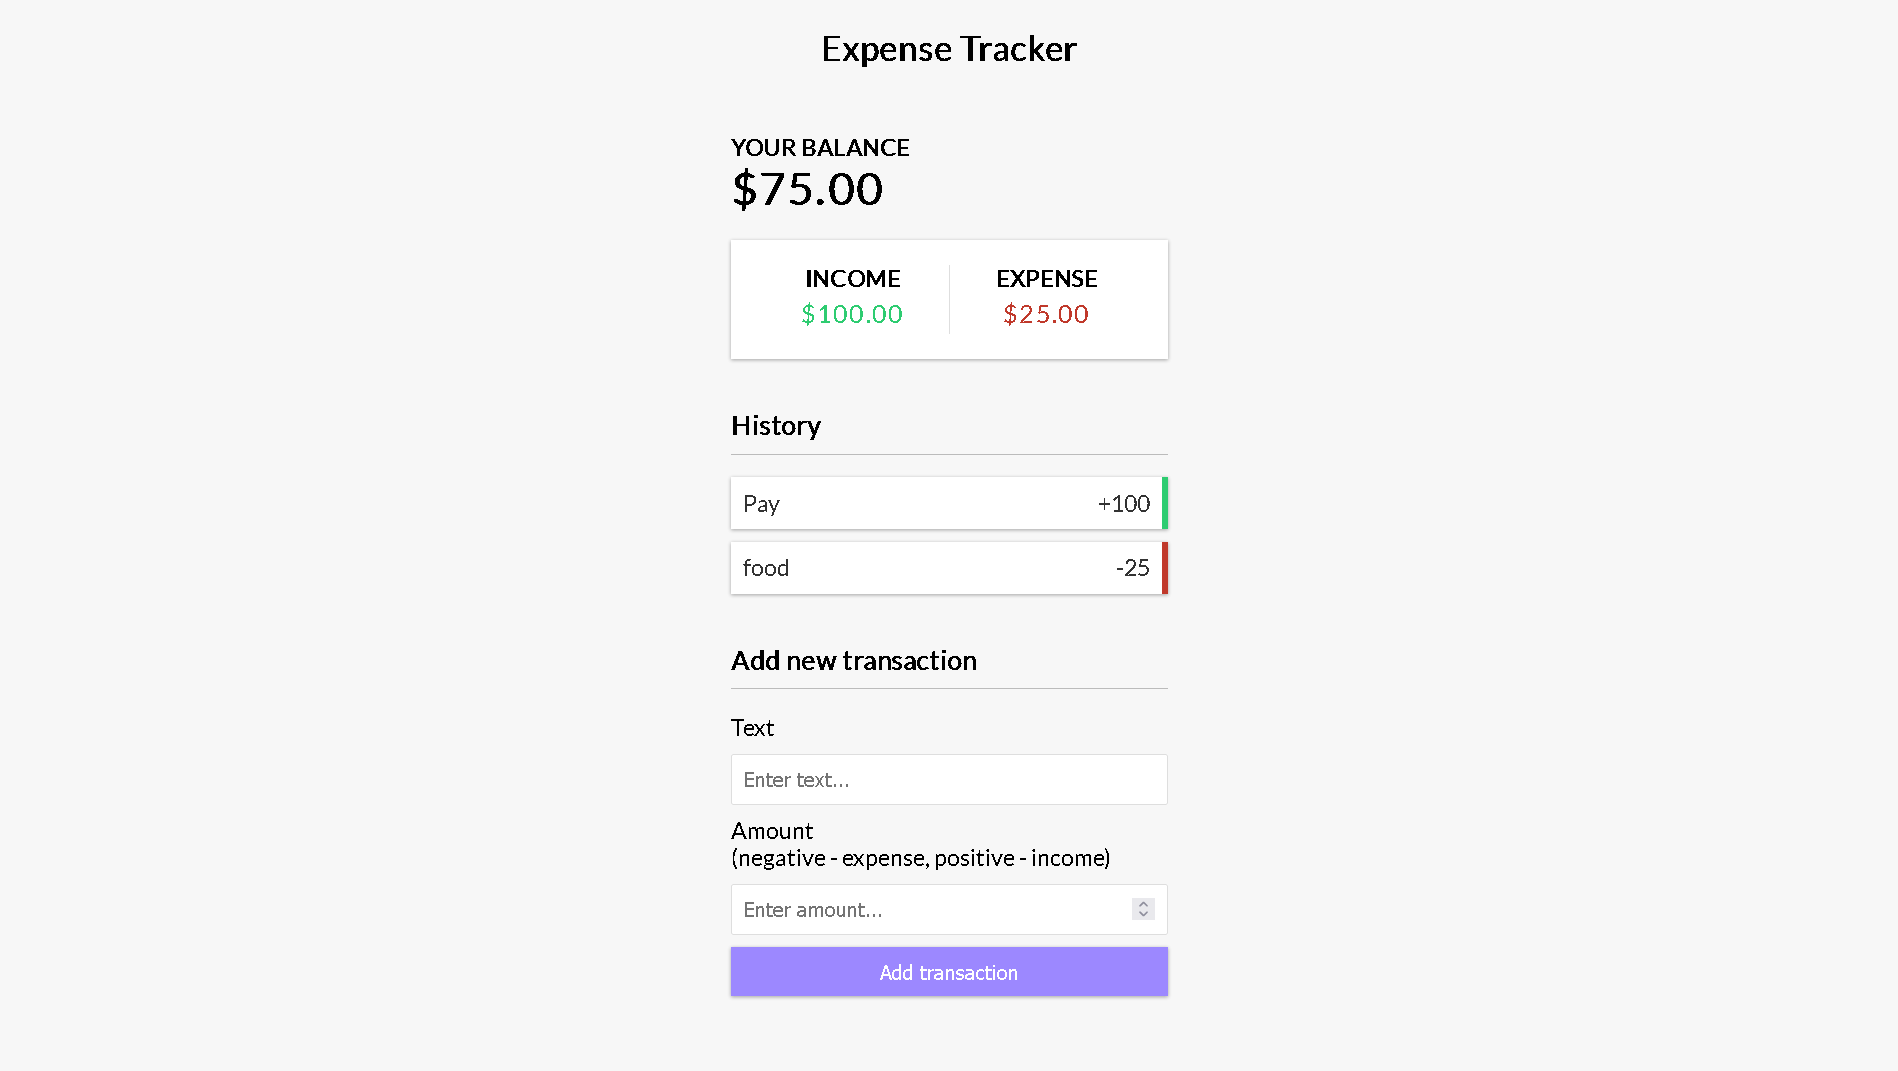 Expense Tracker
YOUR BALANCE
$75.00
INCOME EXPENSE
$100.00 $25.00
History
Pay +100
food -25
Add new transaction
Text
Enter text...
Amount
(negative - expense, positive - income)
Enter amount...
Add transaction